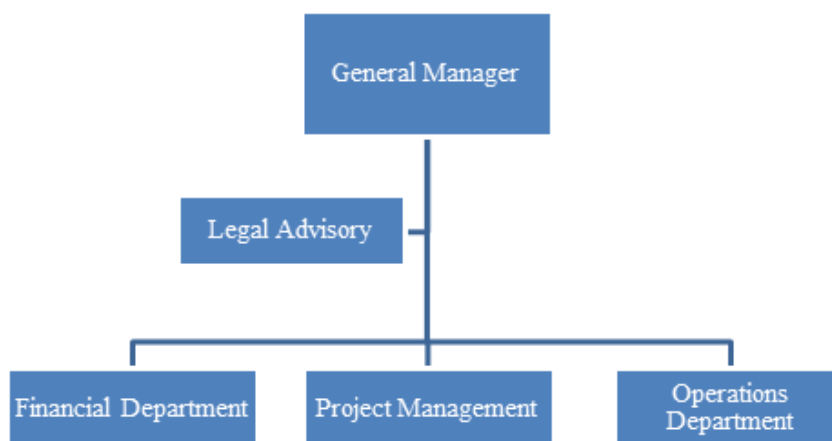 General Manager
Legal Advisory
Financial Department
Project Management
Operations
Department